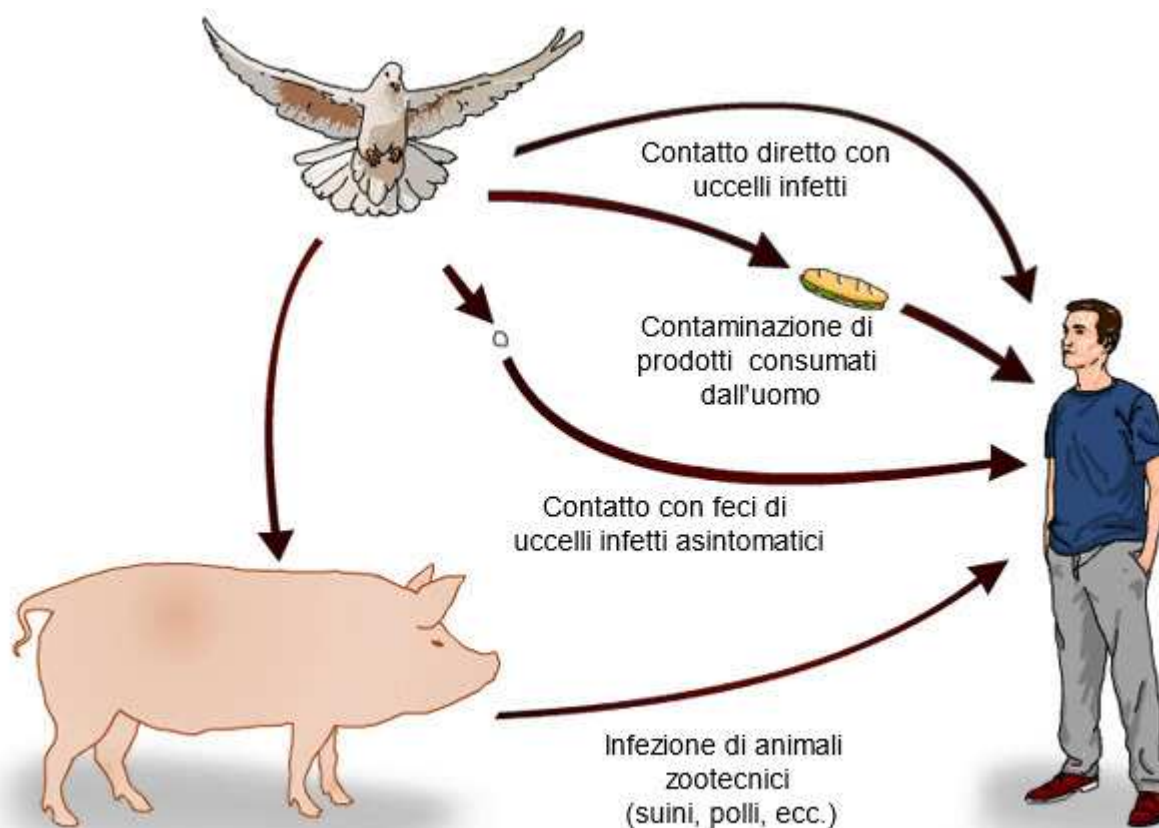 Contatto diretto con
uccelli infetti
Contaminazione di
prodotti consumati
dall'uomo
Contatto con feci di
uccelli infetti asintomatici
Infezione di animali
zootecnici
(suini, polli, ecc.)